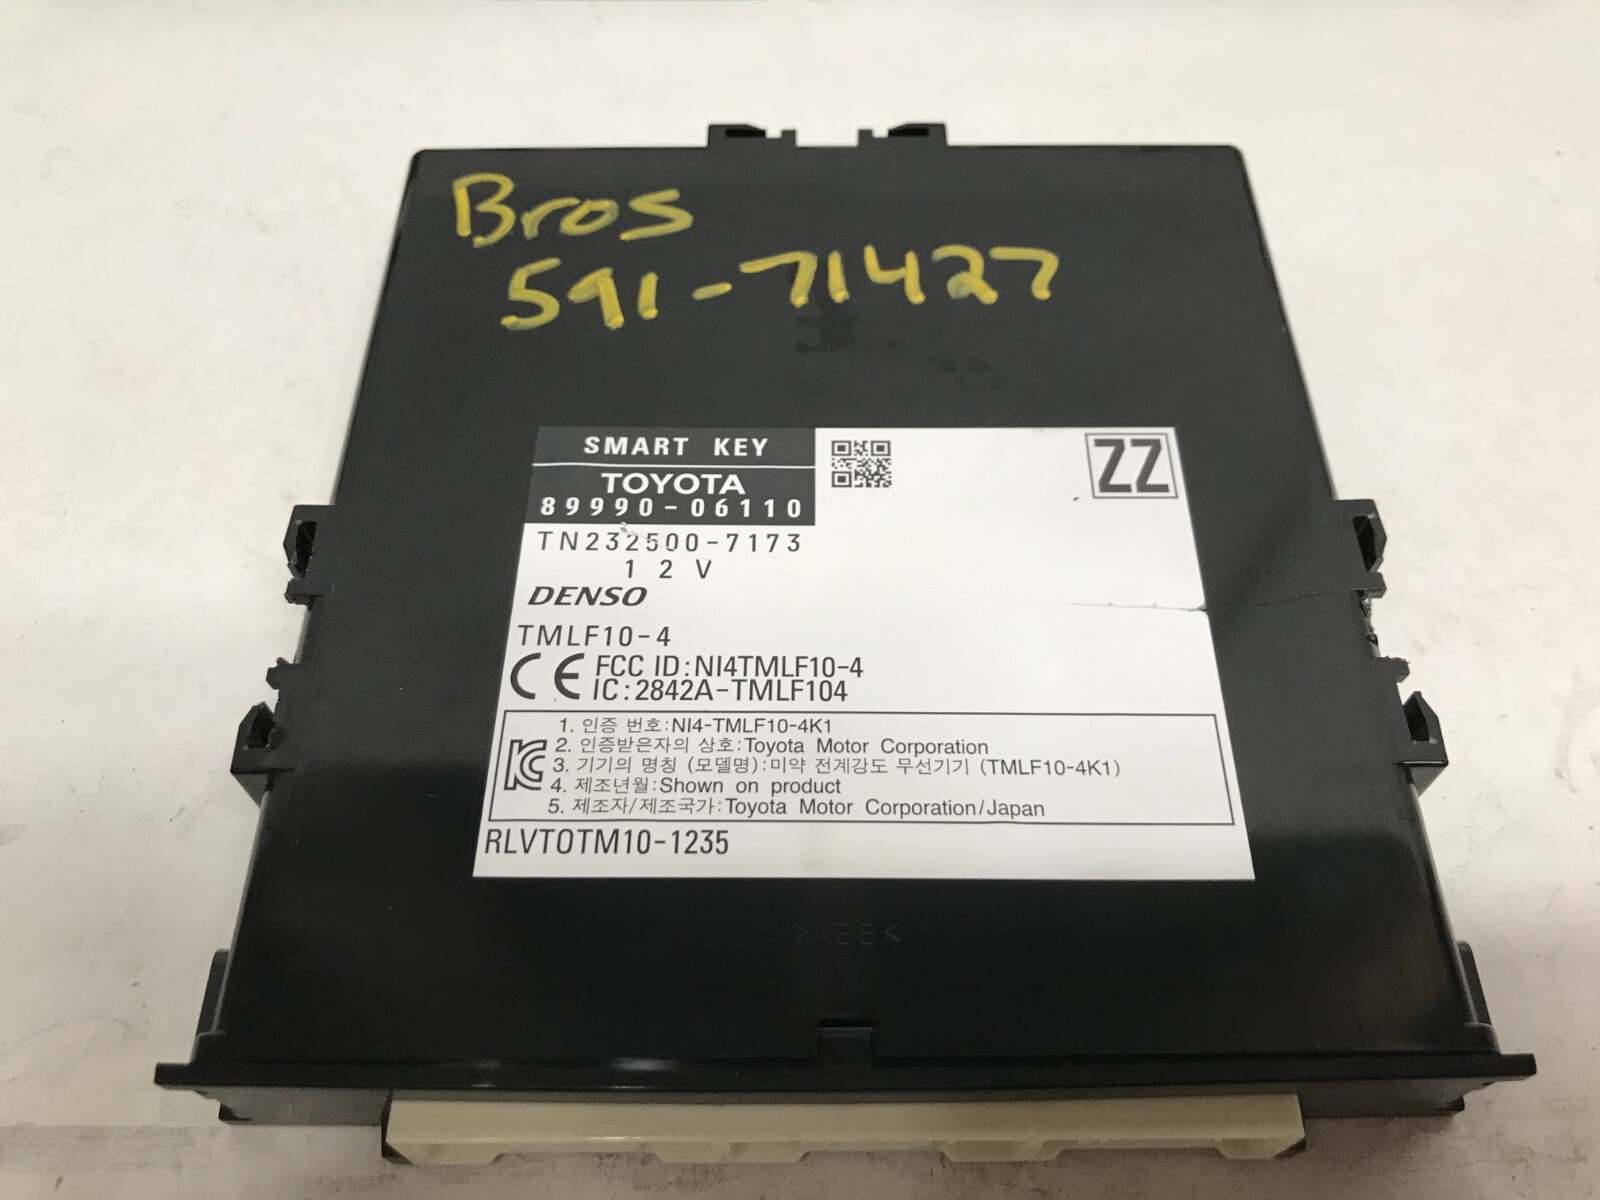 Bros
591-71427
SMART KEY
TOYOTA
89990-06110
ZZ
TN232500-7173
12V
DENSO
TMLF10-4
CE FCC ID:NI4TMLF10-4
IC:2842A-TMLF104
1. 인증 번호:NI4-TMLF10-4K1
2. 인증받은자의 상호:Toyota Motor Corporation
3. 기기의 명칭 (모델명):미약 전계강도 무선기기 (TMLF10-4K1)
4. 제조년월:Shown on product
5. 제조자/제조국가:Toyota Motor Corporation/Japan
RLVTOTM10-1235